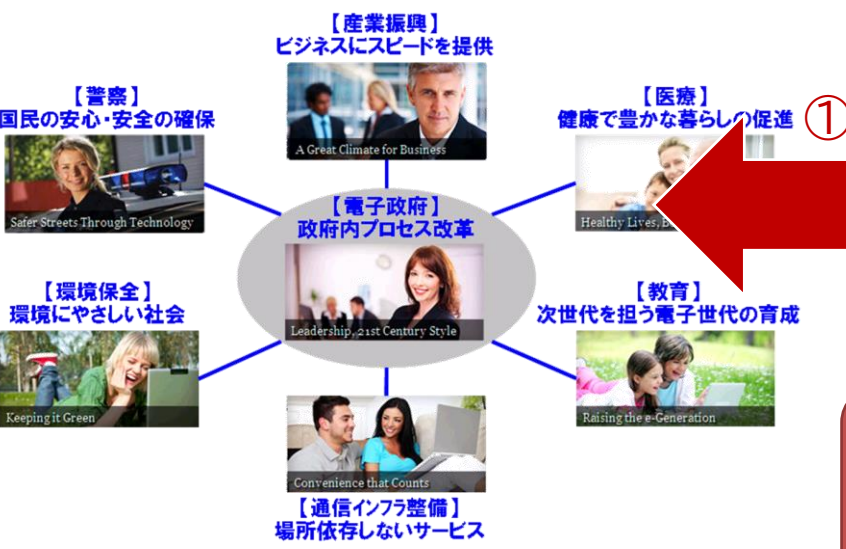 【産業振興】
ビジネスにスピードを提供
A Great Climate for Business
【警察】
国民の安心・安全の確保
Safer Streets Through Technology
【医療】
健康で豊かな暮らしの促進
①
Healthy Lives, B
【電子政府】
政府内プロセス改革
Leadership, 21st Century Style
【環境保全】
環境にやさしい社会
Keeping it Green
【教育】
次世代を担う電子世代の育成
Raising the e-Generation
Convenience that Counts
【通信インフラ整備】
場所依存しないサービス